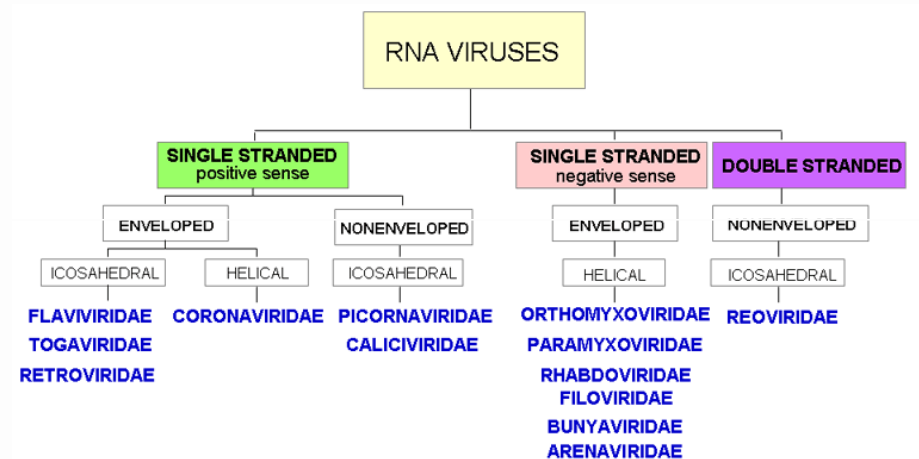 RNA VIRUSES
SINGLE STRANDED
positive sense
SINGLE STRANDED
negative sense
DOUBLE STRANDED
ENVELOPED
NONENVELOPED
ENVELOPED
NONENVELOPED
ICOSAHEDRAL
HELICAL
ICOSAHEDRAL
HELICAL
ICOSAHEDRAL
FLAVIVIRIDAE
TOGAVIRIDAE
RETROVIRIDAE
CORONAVIRIDAE
PICORNAVIRIDAE
CALICIVIRIDAE
ORTHOMYXOVIRIDAE
PARAMYXOVIRIDAE
RHABDOVIRIDAE
FILOVIRIDAE
BUNYAVIRIDAE
ARENAVIRIDAE
REOVIRIDAE